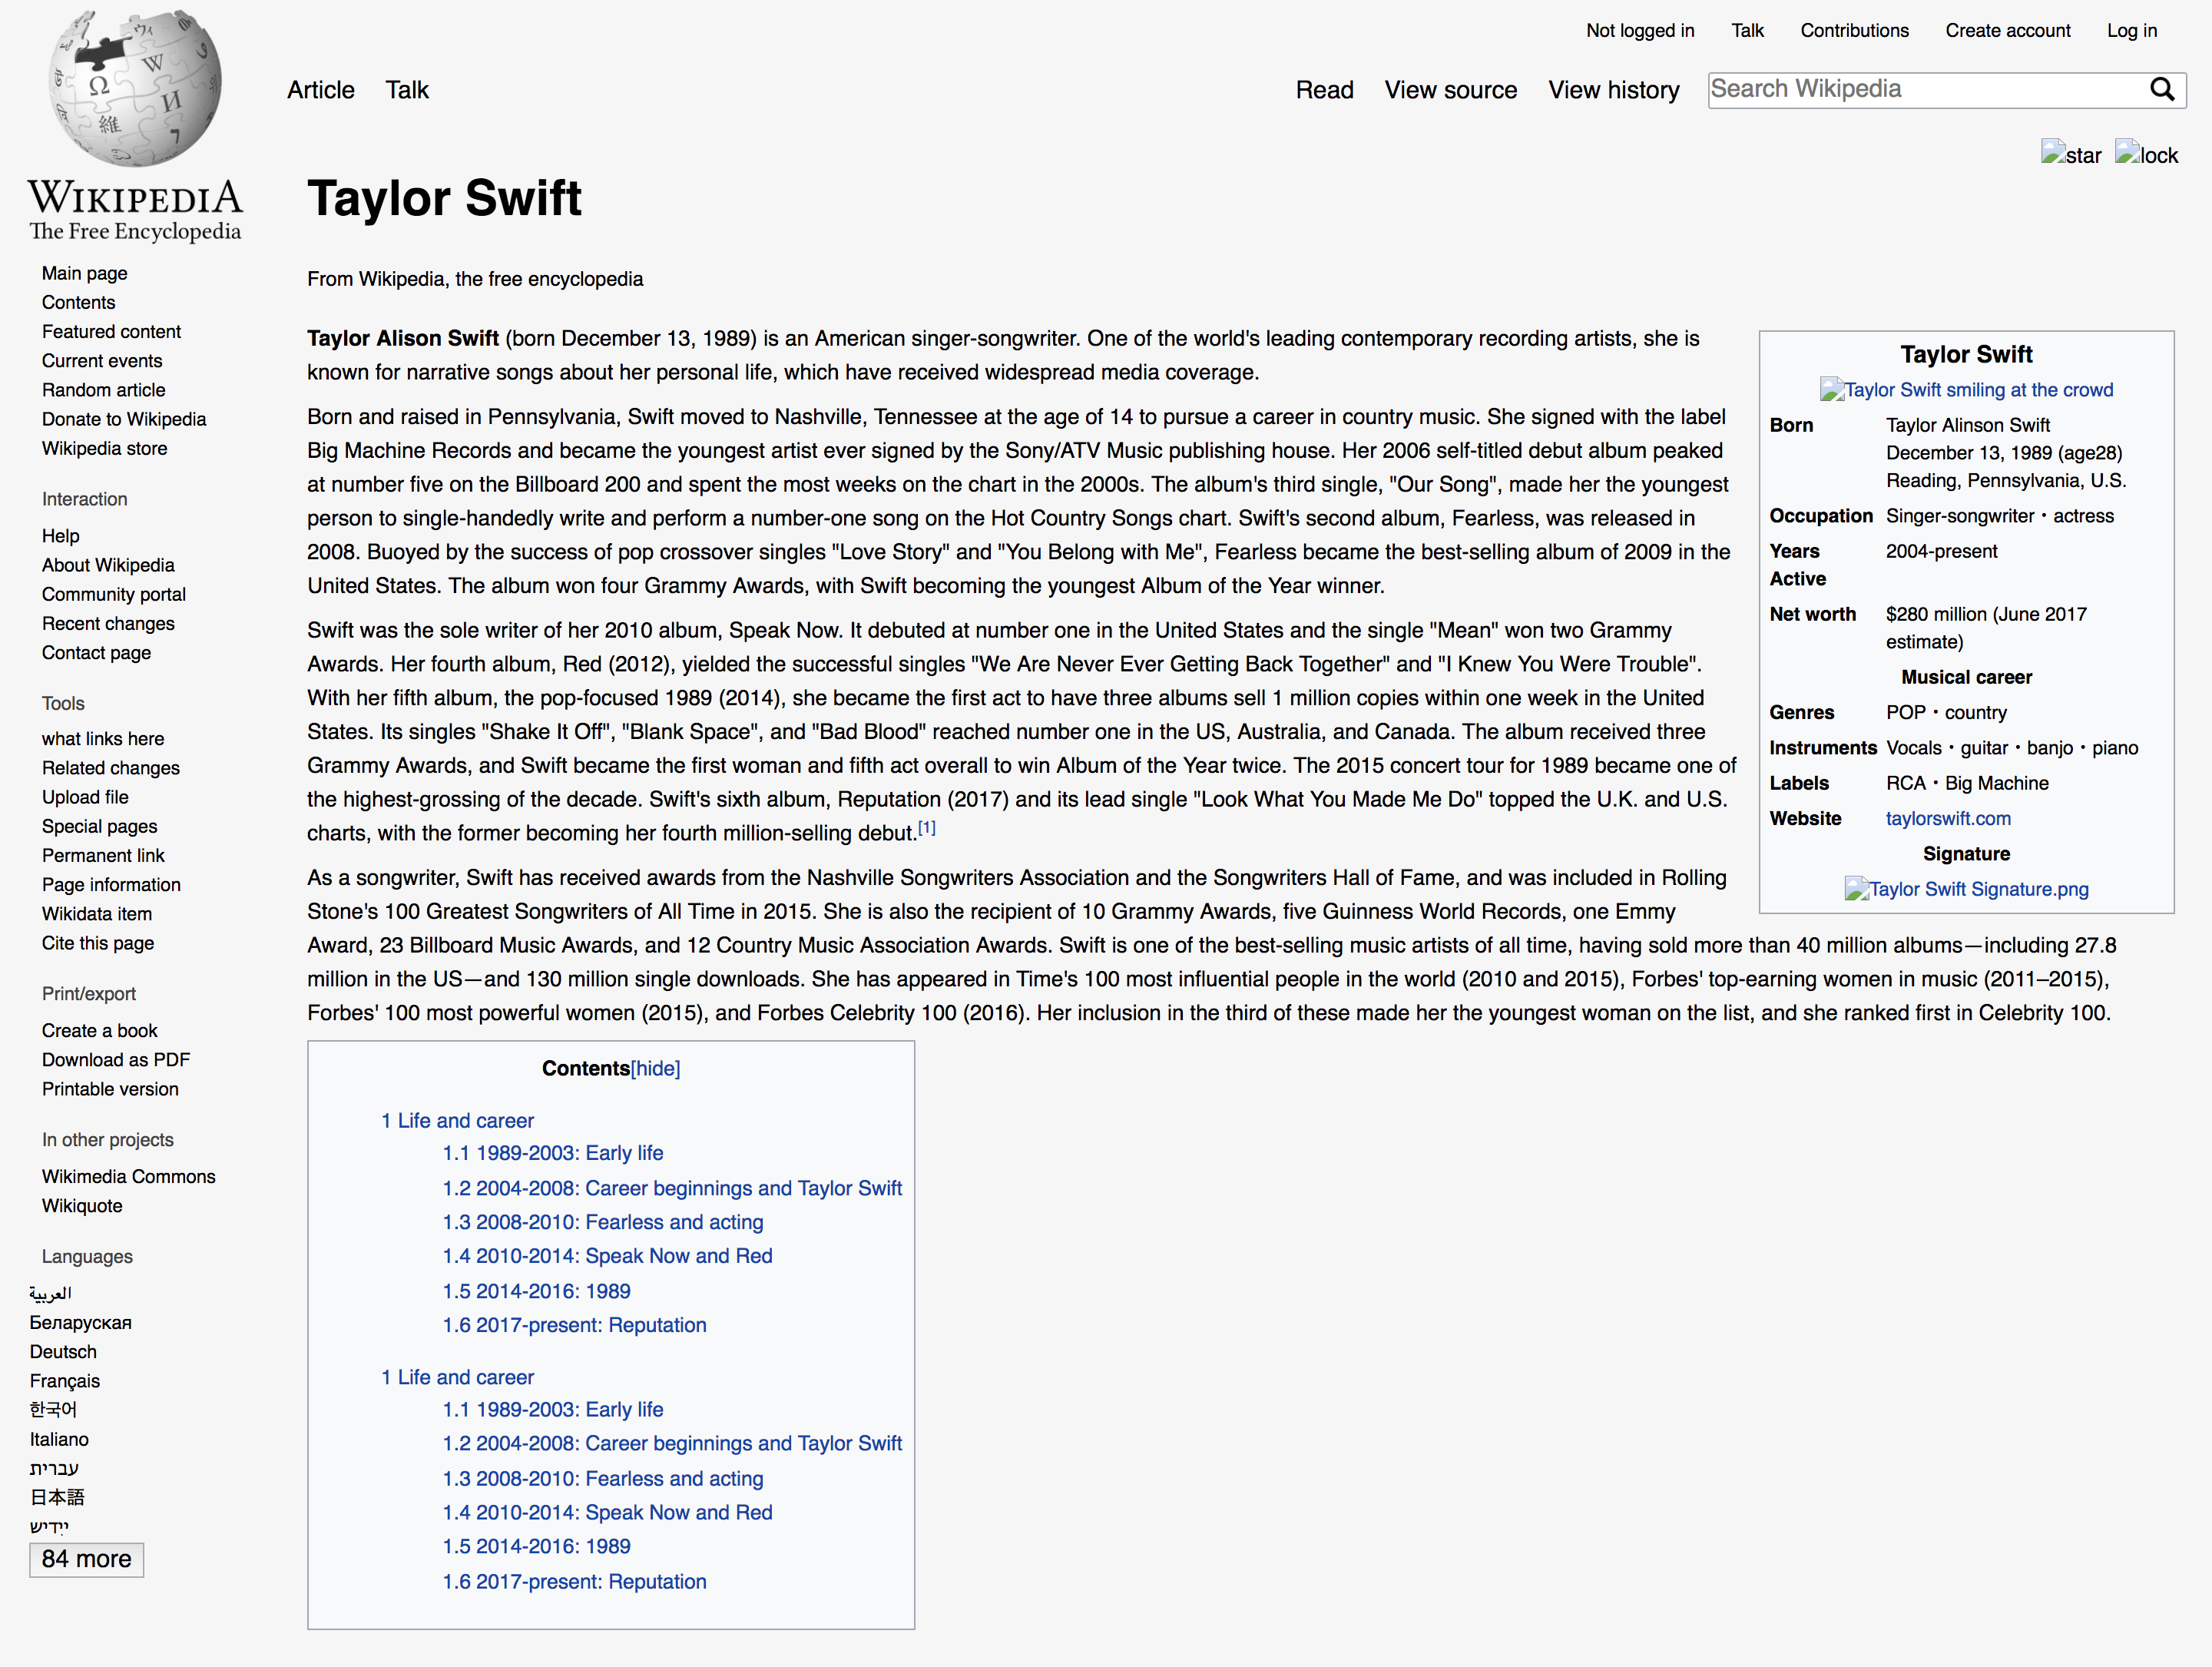 Not logged in Talk Contributions Create account Log in
Article Talk Read View source View history Search Wikipedia
star lock
WIKIPEDIA
The Free Encyclopedia
Main page
Contents
Featured content
Current events
Random article
Donate to Wikipedia
Wikipedia store
Interaction
Help
About Wikipedia
Community portal
Recent changes
Contact page
Tools
what links here
Related changes
Upload file
Special pages
Permanent link
Page information
Wikidata item
Cite this page
Print/export
Create a book
Download as PDF
Printable version
In other projects
Wikimedia Commons
Wikiquote
Languages
العربية
Беларуская
Deutsch
Français
한국어
Italiano
עברית
日本語
ייִדיש
84 more
Taylor Swift
From Wikipedia, the free encyclopedia
Taylor Alison Swift (born December 13, 1989) is an American singer-songwriter. One of the world's leading contemporary recording artists, she is
known for narrative songs about her personal life, which have received widespread media coverage.
Born and raised in Pennsylvania, Swift moved to Nashville, Tennessee at the age of 14 to pursue a career in country music. She signed with the label
Big Machine Records and became the youngest artist ever signed by the Sony/ATV Music publishing house. Her 2006 self-titled debut album peaked
at number five on the Billboard 200 and spent the most weeks on the chart in the 2000s. The album's third single, "Our Song", made her the youngest
person to single-handedly write and perform a number-one song on the Hot Country Songs chart. Swift's second album, Fearless, was released in
2008. Buoyed by the success of pop crossover singles "Love Story" and "You Belong with Me", Fearless became the best-selling album of 2009 in the
United States. The album won four Grammy Awards, with Swift becoming the youngest Album of the Year winner.
Swift was the sole writer of her 2010 album, Speak Now. It debuted at number one in the United States and the single "Mean" won two Grammy
Awards. Her fourth album, Red (2012), yielded the successful singles "We Are Never Ever Getting Back Together" and "I Knew You Were Trouble".
With her fifth album, the pop-focused 1989 (2014), she became the first act to have three albums sell 1 million copies within one week in the United
States. Its singles "Shake It Off", "Blank Space", and "Bad Blood" reached number one in the US, Australia, and Canada. The album received three
Grammy Awards, and Swift became the first woman and fifth act overall to win Album of the Year twice. The 2015 concert tour for 1989 became one of
the highest-grossing of the decade. Swift's sixth album, Reputation (2017) and its lead single "Look What You Made Me Do" topped the U.K. and U.S.
charts, with the former becoming her fourth million-selling debut.[1]
As a songwriter, Swift has received awards from the Nashville Songwriters Association and the Songwriters Hall of Fame, and was included in Rolling
Stone's 100 Greatest Songwriters of All Time in 2015. She is also the recipient of 10 Grammy Awards, five Guinness World Records, one Emmy
Award, 23 Billboard Music Awards, and 12 Country Music Association Awards. Swift is one of the best-selling music artists of all time, having sold more than 40 million albums—including 27.8
million in the US—and 130 million single downloads. She has appeared in Time's 100 most influential people in the world (2010 and 2015), Forbes' top-earning women in music (2011–2015),
Forbes' 100 most powerful women (2015), and Forbes Celebrity 100 (2016). Her inclusion in the third of these made her the youngest woman on the list, and she ranked first in Celebrity 100.
Taylor Swift
Taylor Swift smiling at the crowd
Born Taylor Alinson Swift
December 13, 1989 (age28)
Reading, Pennsylvania, U.S.
Occupation Singer-songwriter • actress
Years 2004-present
Active
Net worth $280 million (June 2017
estimate)
Musical career
Genres POP • country
Instruments Vocals • guitar • banjo • piano
Labels RCA • Big Machine
Website taylorswift.com
Signature
Taylor Swift Signature.png
Contents[hide]
1 Life and career
1.1 1989-2003: Early life
1.2 2004-2008: Career beginnings and Taylor Swift
1.3 2008-2010: Fearless and acting
1.4 2010-2014: Speak Now and Red
1.5 2014-2016: 1989
1.6 2017-present: Reputation
1 Life and career
1.1 1989-2003: Early life
1.2 2004-2008: Career beginnings and Taylor Swift
1.3 2008-2010: Fearless and acting
1.4 2010-2014: Speak Now and Red
1.5 2014-2016: 1989
1.6 2017-present: Reputation